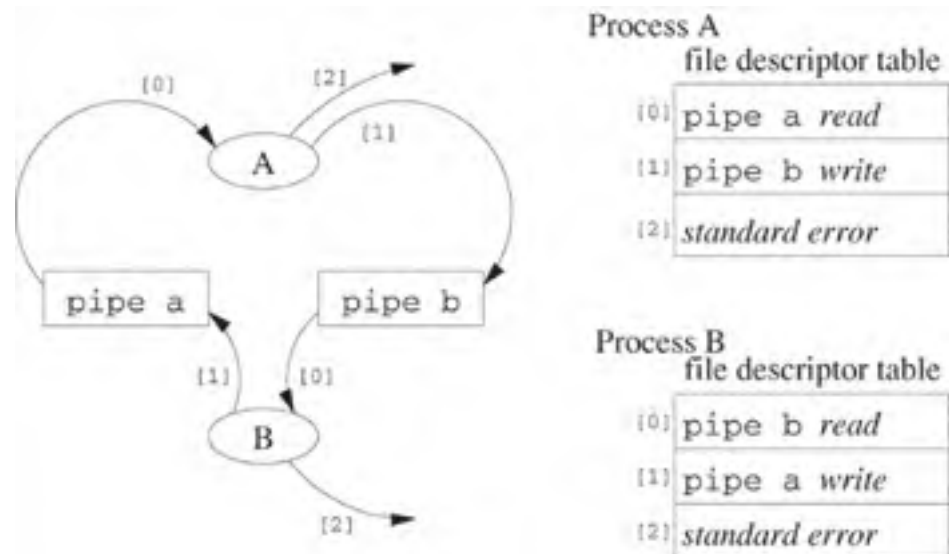 [0]
[2]
[1]
A
pipe a
pipe b
[1]
[0]
B
[2]
Process A
file descriptor table
[0] pipe a read
[1] pipe b write
[2] standard error
Process B
file descriptor table
[0] pipe b read
[1] pipe a write
[2] standard error